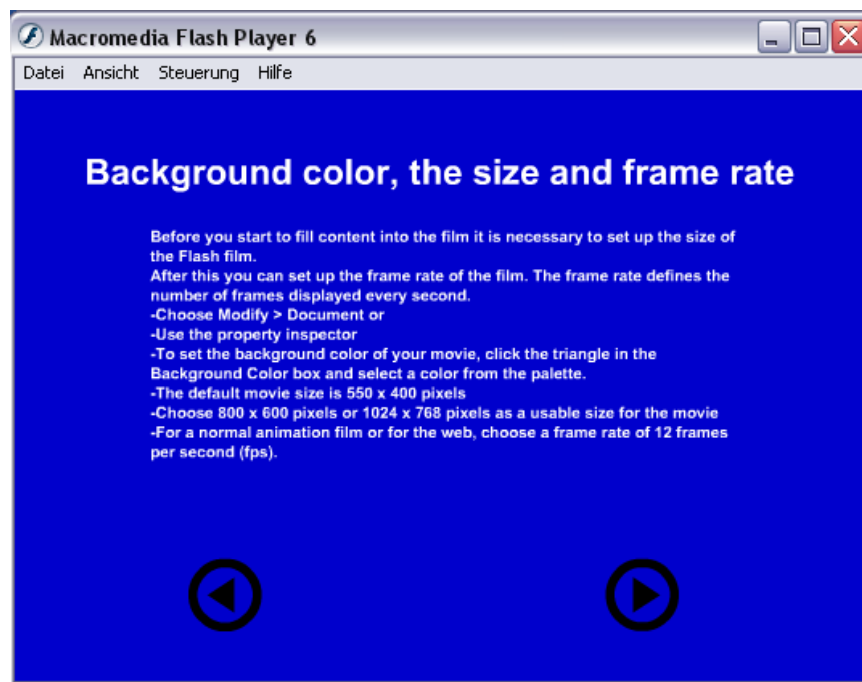 Macromedia Flash Player 6
Datei Ansicht Steuerung Hilfe
Background color, the size and frame rate
Before you start to fill content into the film it is necessary to set up the size of
the Flash film.
After this you can set up the frame rate of the film. The frame rate defines the
number of frames displayed every second.
-Choose Modify > Document or
-Use the property inspector
-To set the background color of your movie, click the triangle in the
Background Color box and select a color from the palette.
-The default movie size is 550 x 400 pixels
-Choose 800 x 600 pixels or 1024 x 768 pixels as a usable size for the movie
-For a normal animation film or for the web, choose a frame rate of 12 frames
per second (fps).